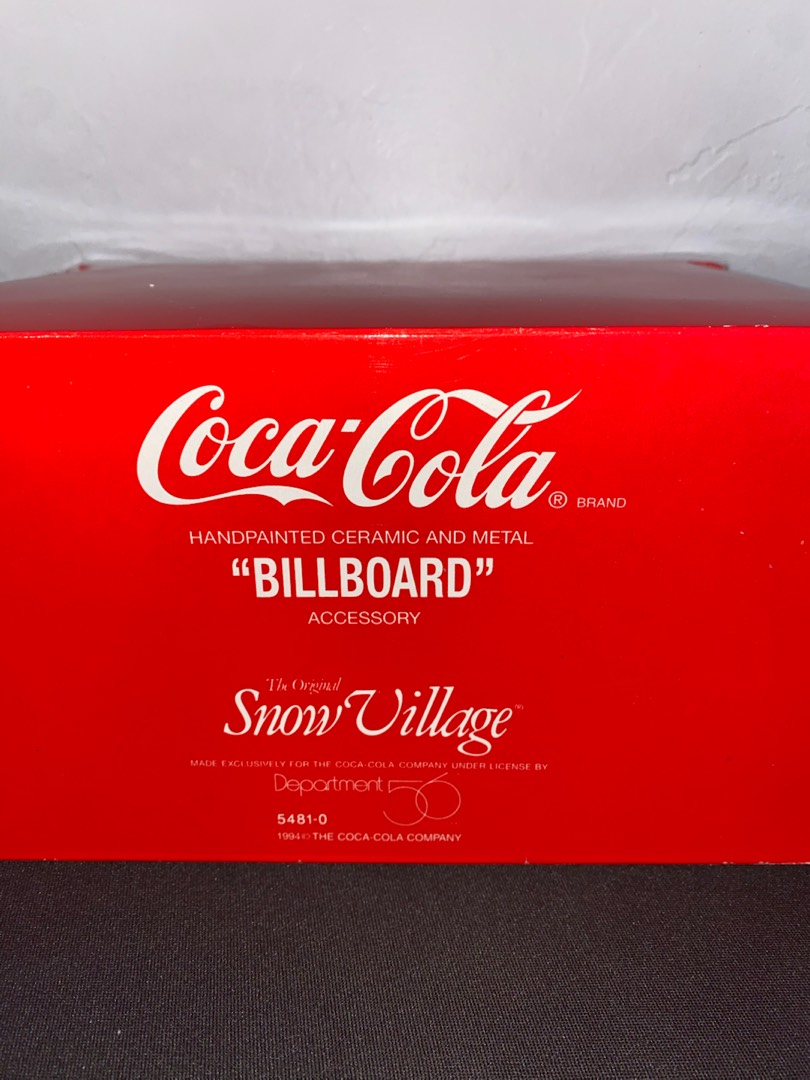 Coca-Cola® BRAND
HANDPAINTED CERAMIC AND METAL
“BILLBOARD”
ACCESSORY
The Original
Snow Village™
MADE EXCLUSIVELY FOR THE COCA-COLA COMPANY UNDER LICENSE BY
Department 56
5481-0
1994 © THE COCA-COLA COMPANY